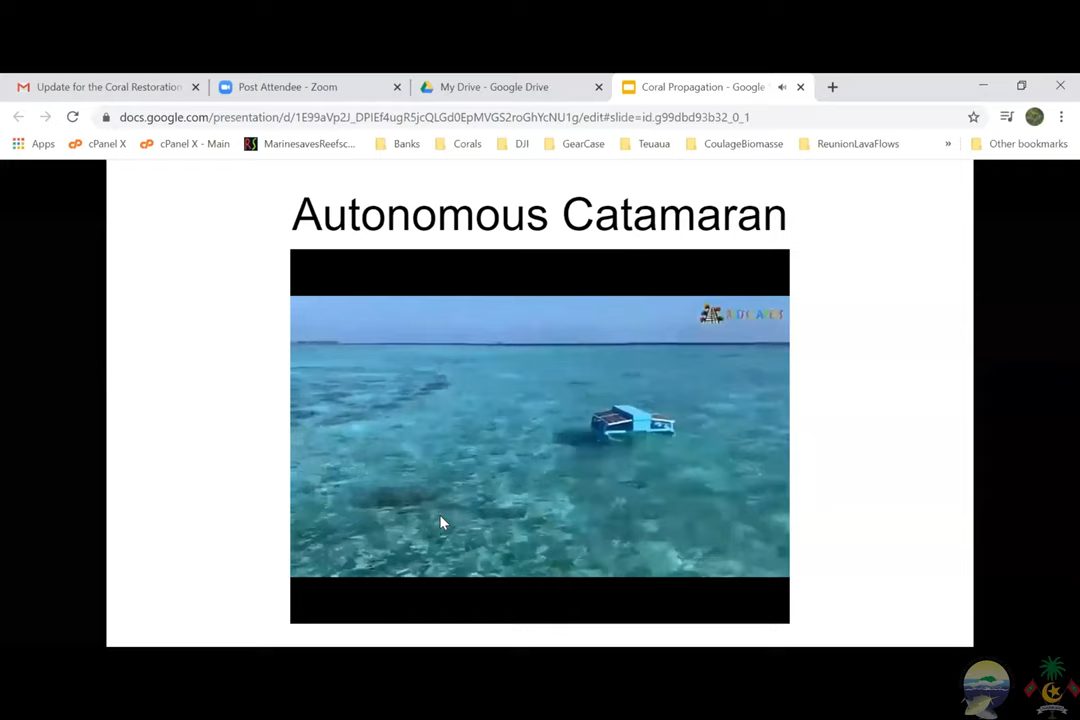 Update for the Coral Restoration
Post Attendee - Zoom
My Drive - Google Drive
Coral Propagation - Google
docs.google.com/presentation/d/1E99aVp2J_DPIEf4ugR5jcQLGd0EpMVGS2roGhYcNU1g/edit#slide=id.g99dbd93b32_0_1
Apps
cPanel X
cPanel X - Main
RS MarinesavesReefsc...
Banks
Corals
DJI
GearCase
Teuaua
CoulageBiomasse
ReunionLavaFlows
»
Other bookmarks
Autonomous Catamaran
REEFSCAPERS